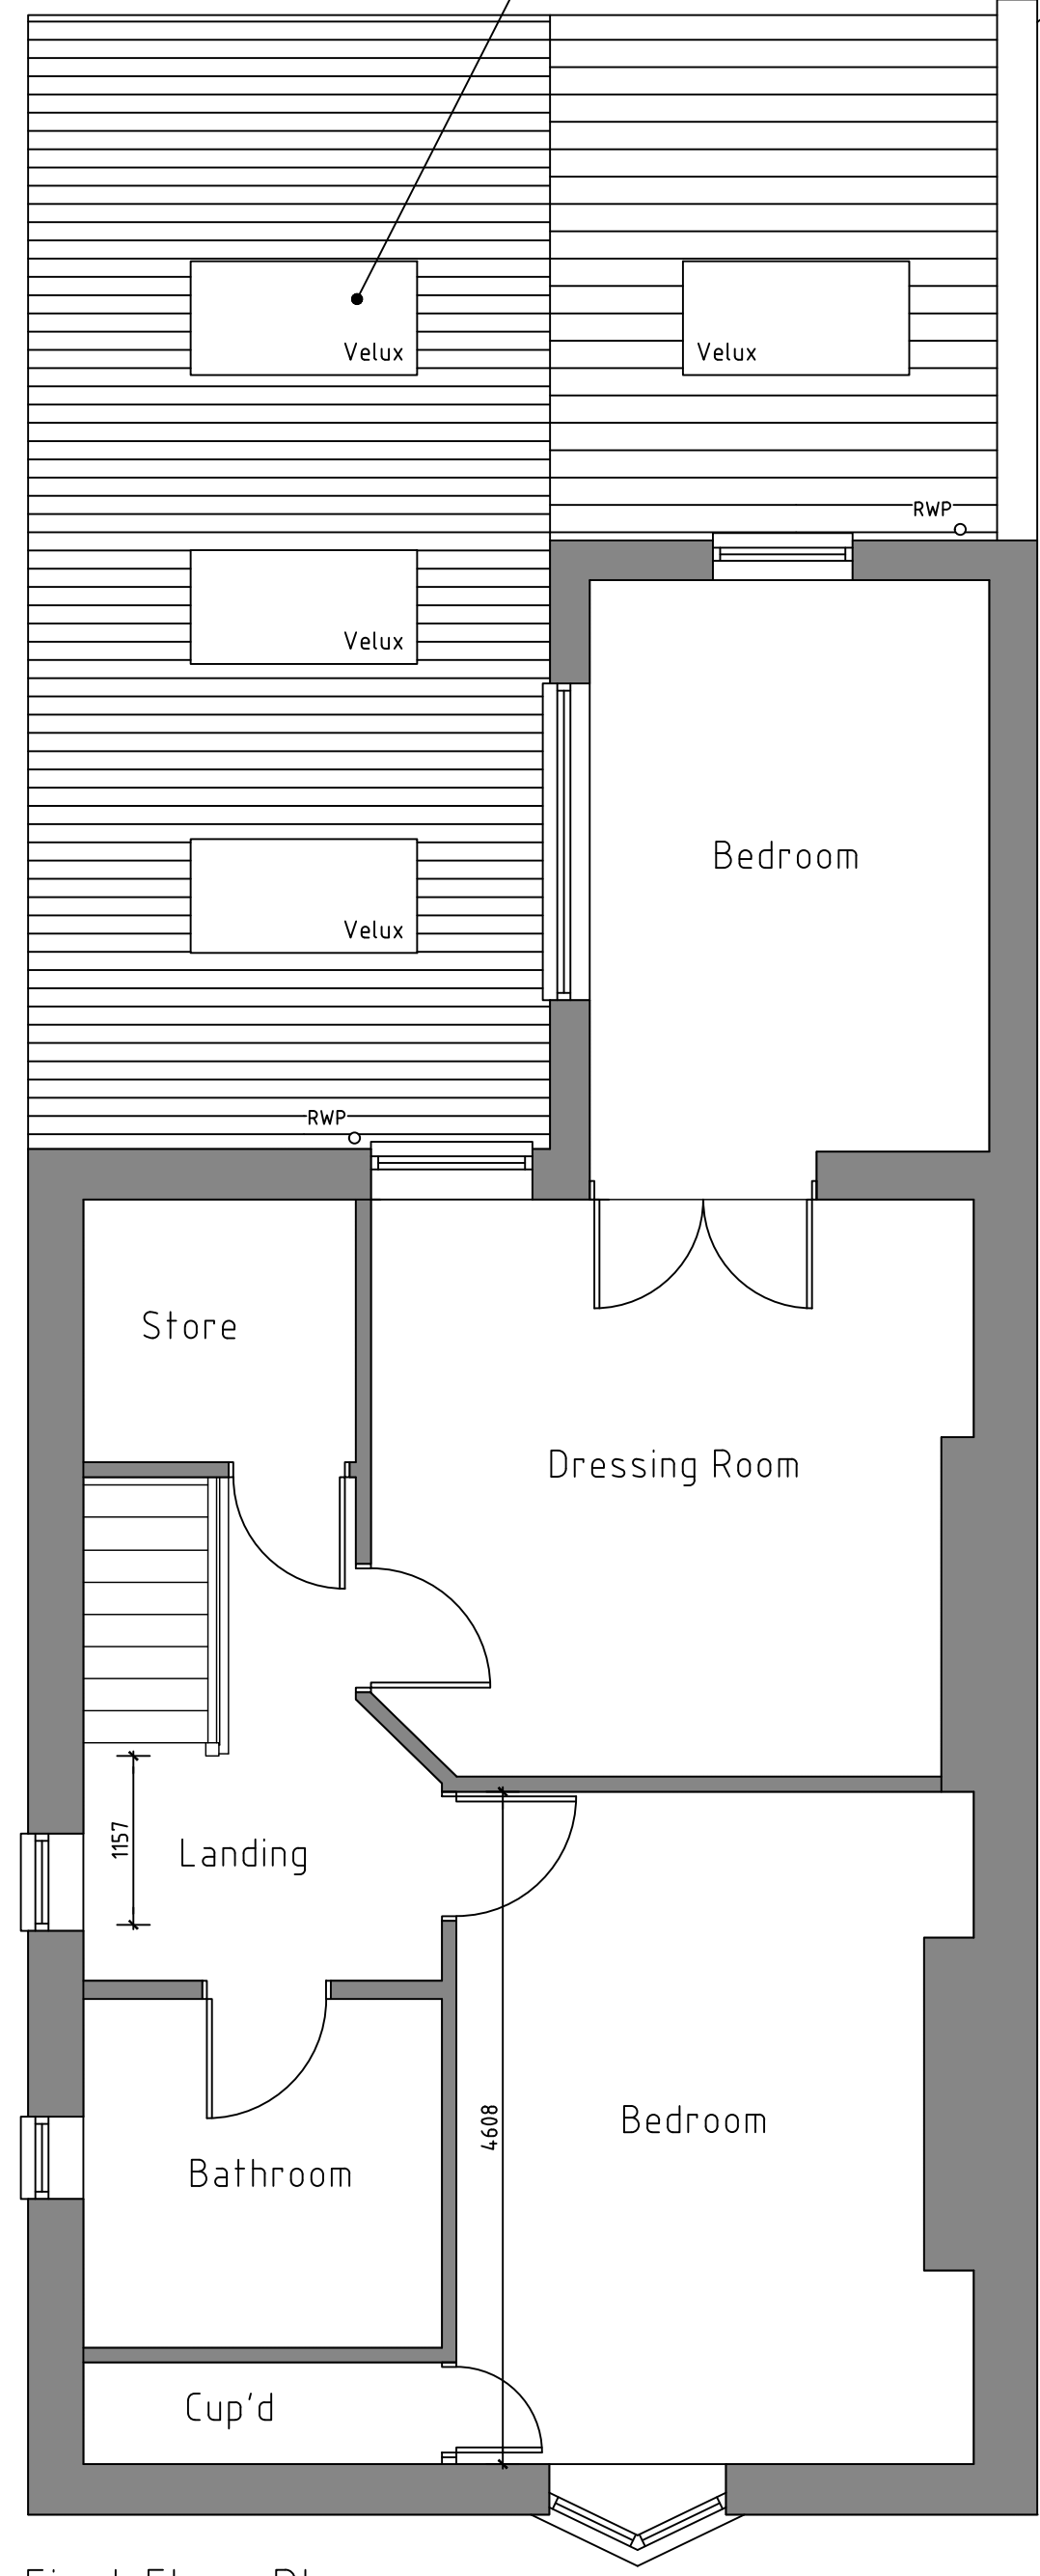 Velux
Velux
RWP
Velux
Bedroom
Velux
RWP
Store
Dressing Room
1157
Landing
4608
Bedroom
Bathroom
Cup'd